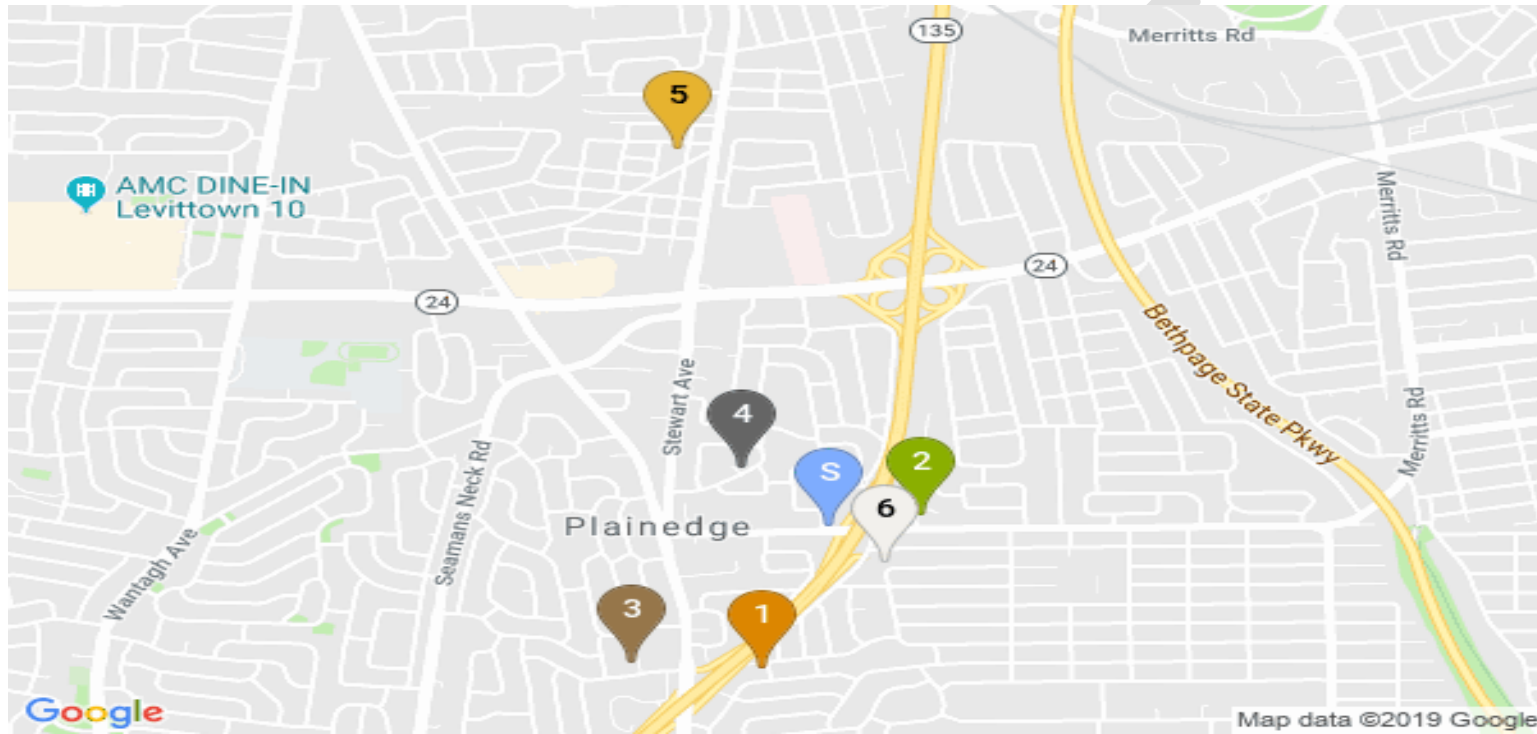 135
Merritts Rd
5
AMC DINE-IN
Levittown 10
Merritts Rd
24
24
Bethpage State Pkwy
Stewart Ave
Merritts Rd
4
Seamans Neck Rd
S
2
6
Plainedge
Wantagh Ave
3
1
Google
Map data ©2019 Google